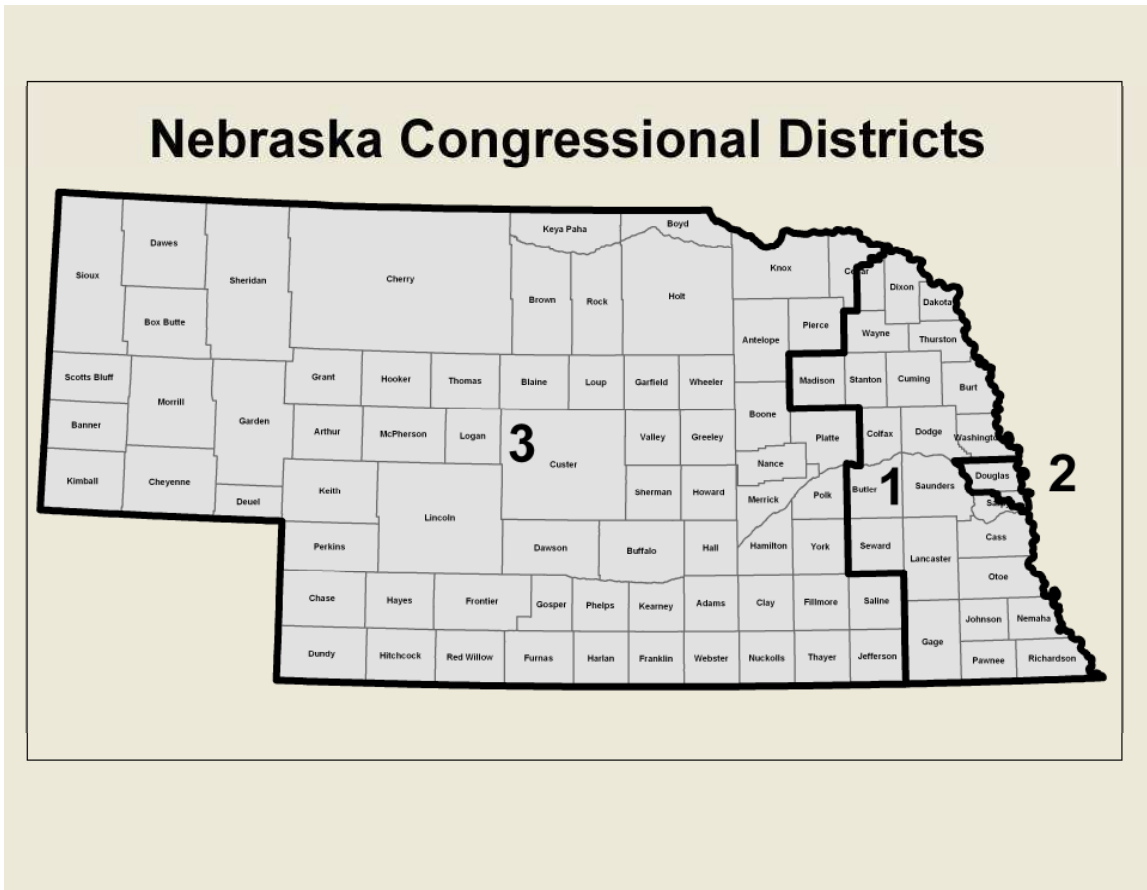 Nebraska Congressional Districts
Keya Paha
Boyd
Dawes
Sioux
Sheridan
Cherry
Knox
Cedar
Dixon
Dakota
Box Butte
Brown
Rock
Holt
Pierce
Antelope
Wayne
Thurston
Scotts Bluff
Grant
Hooker
Thomas
Blaine
Loup
Garfield
Wheeler
Madison
Stanton
Cuming
Burt
Morrill
Garden
Banner
Arthur
McPherson
Logan
3
Custer
Valley
Greeley
Boone
Platte
Colfax
Dodge
Washington
Kimball
Cheyenne
Deuel
Keith
Lincoln
Sherman
Howard
Nance
Merrick
Polk
Butler
1
Saunders
Douglas
2
Sarpy
Perkins
Dawson
Buffalo
Hall
Hamilton
York
Seward
Lancaster
Cass
Otoe
Chase
Hayes
Frontier
Gosper
Phelps
Kearney
Adams
Clay
Fillmore
Saline
Gage
Johnson
Nemaha
Dundy
Hitchcock
Red Willow
Furnas
Harlan
Franklin
Webster
Nuckolls
Thayer
Jefferson
Pawnee
Richardson